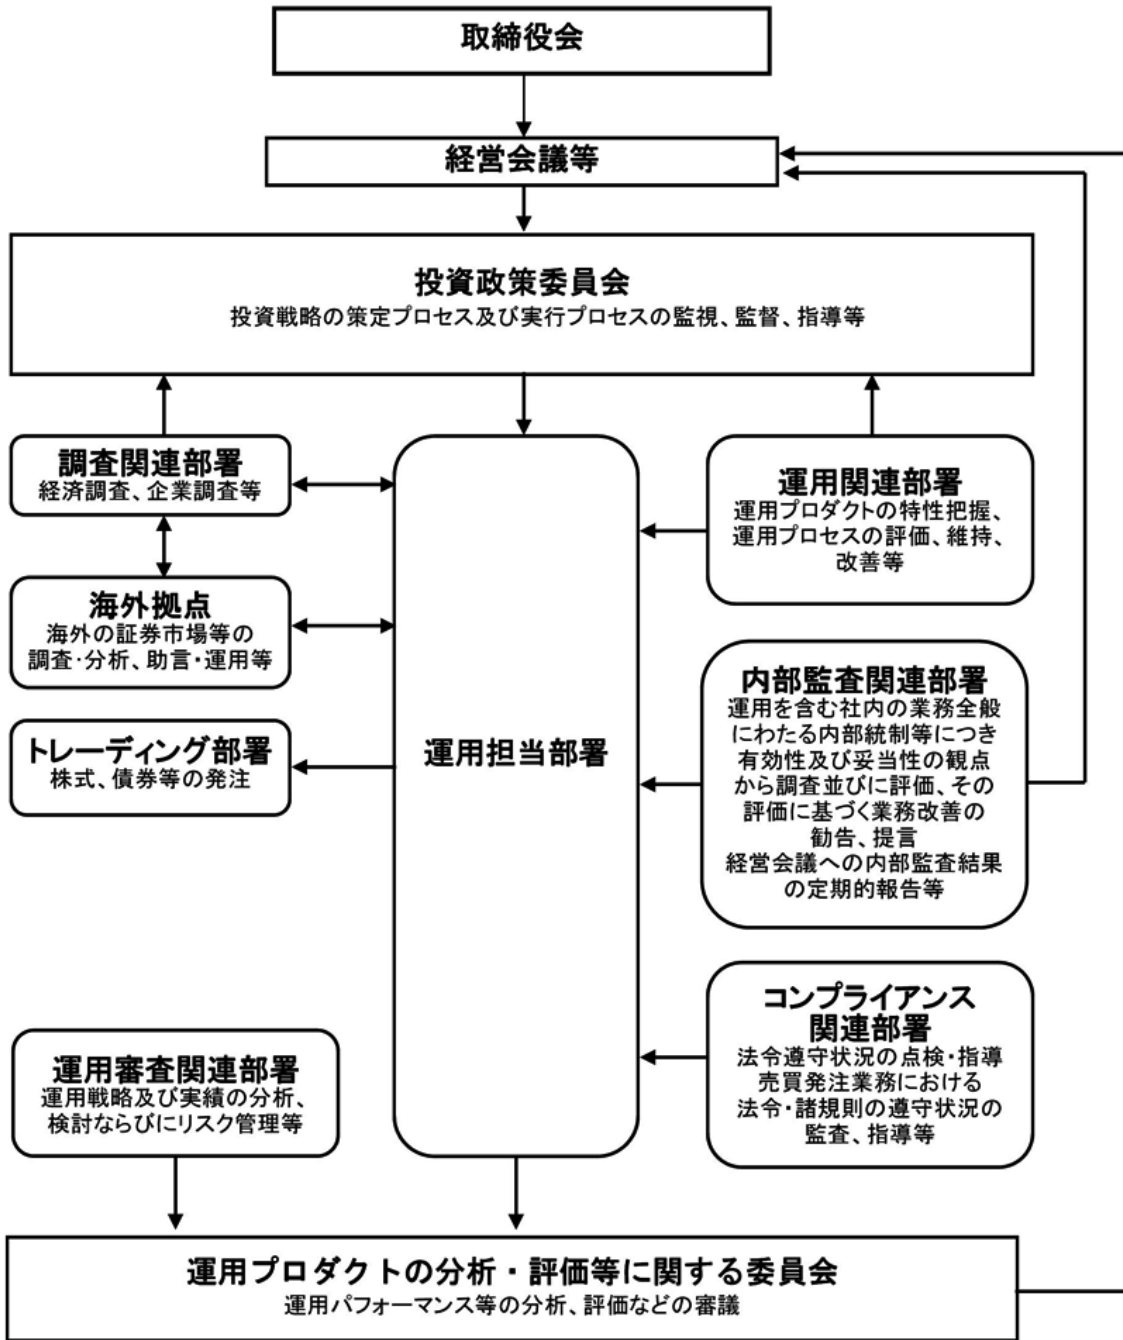 取締役会
経営会議等
投資政策委員会
投資戦略の策定プロセス及び実行プロセスの監視、監督、指導等
調査関連部署
経済調査、企業調査等
海外拠点
海外の証券市場等の
調査・分析、助言・運用等
トレーディング部署
株式、債券等の発注
運用担当部署
運用関連部署
運用プロダクトの特性把握、
運用プロセスの評価、維持、
改善等
内部監査関連部署
運用を含む社内の業務全般
にわたる内部統制等につき
有効性及び妥当性の観点
から調査並びに評価、その
評価に基づく業務改善の
勧告、提言
経営会議への内部監査結果
の定期的報告等
コンプライアンス
関連部署
法令遵守状況の点検・指導
売買発注業務における
法令・諸規則の遵守状況の
監査、指導等
運用審査関連部署
運用戦略及び実績の分析、
検討ならびにリスク管理等
運用プロダクトの分析・評価等に関する委員会
運用パフォーマンス等の分析、評価などの審議